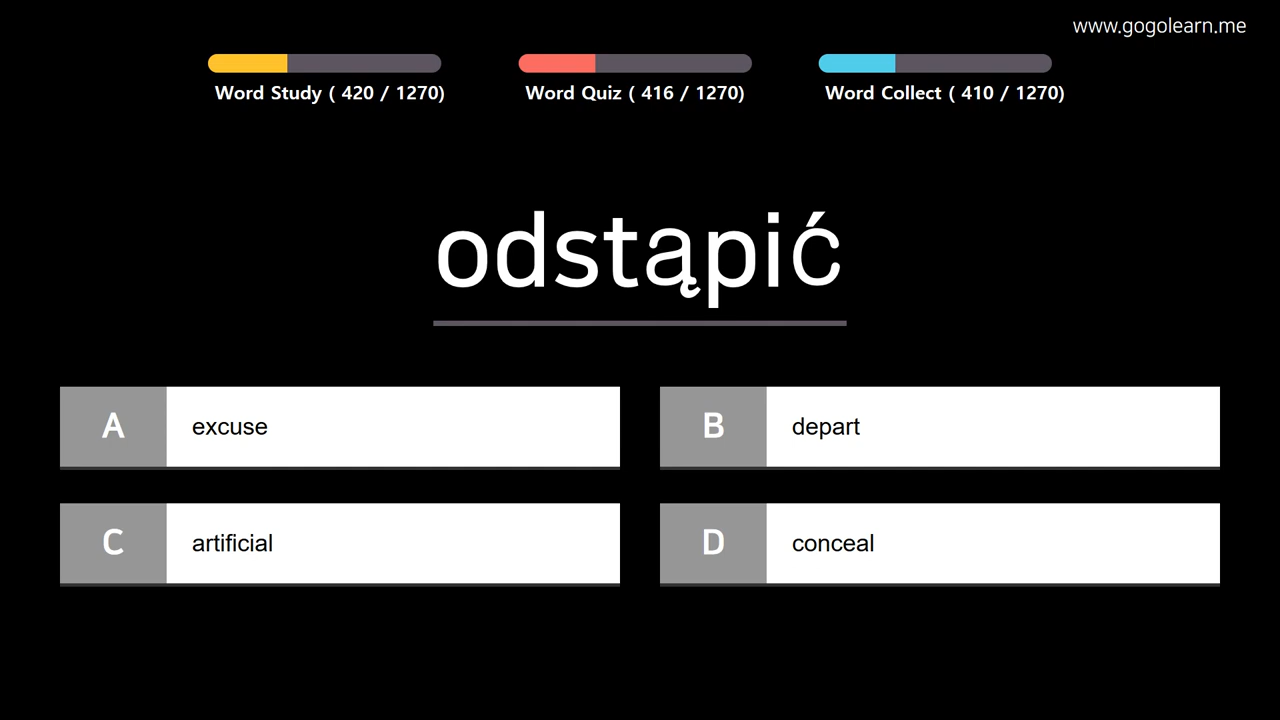 www.gogolearn.me
Word Study ( 420 / 1270)
Word Quiz ( 416 / 1270)
Word Collect ( 410 / 1270)
odstąpić
A excuse
B depart
C artificial
D conceal